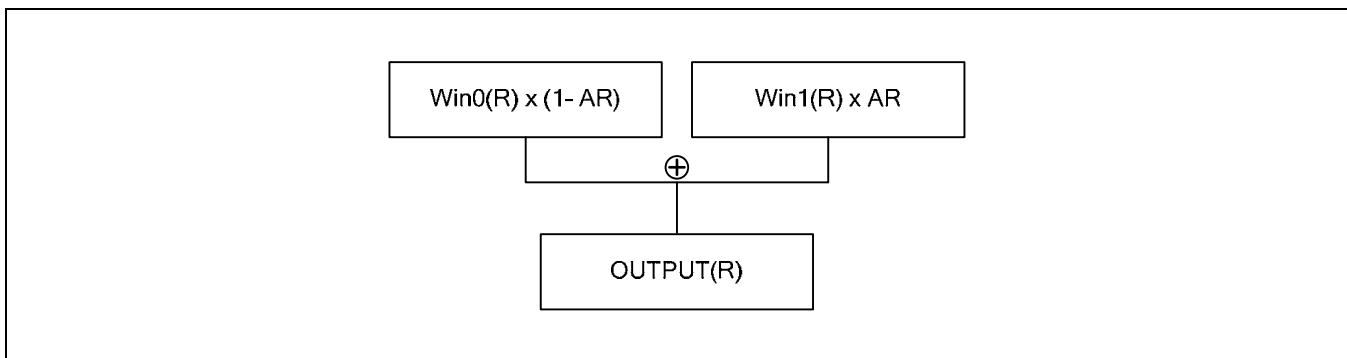 Win0(R) x (1- AR)
Win1(R) x AR
OUTPUT(R)